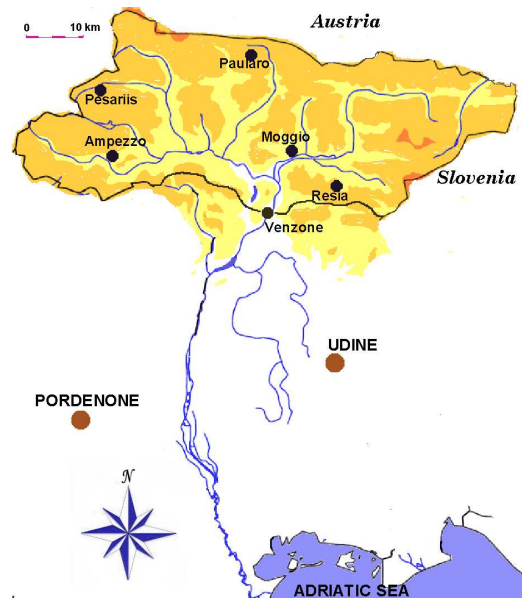 Austria
0 10 km
Paularo
Pesariis
Moggio
Ampezzo
Slovenia
Resia
Venzone
UDINE
PORDENONE
N
ADRIATIC SEA